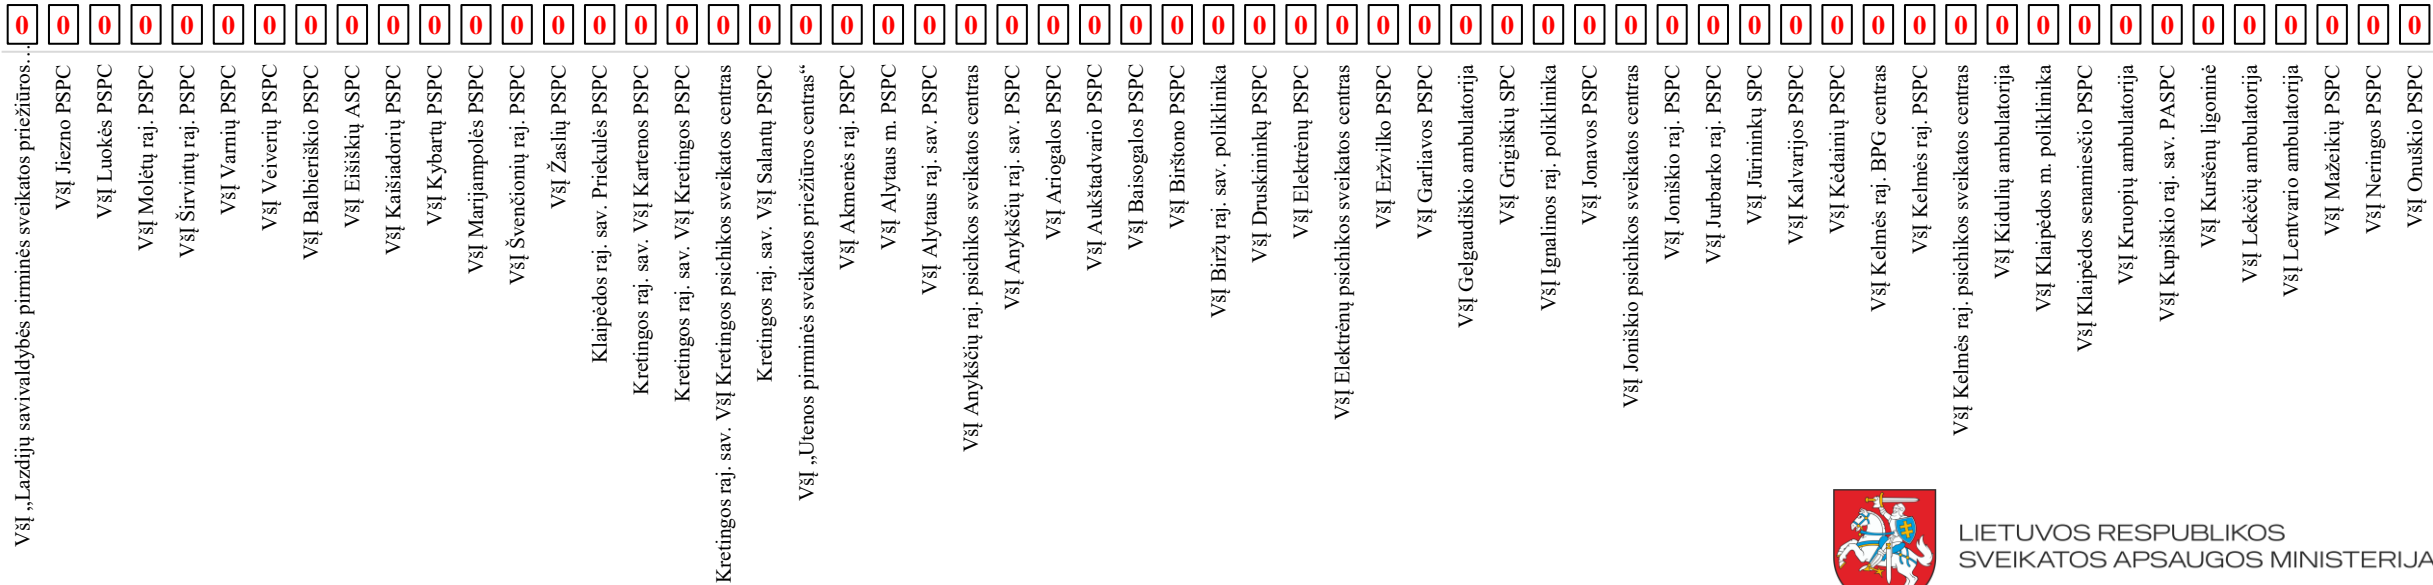 0 0 0 0 0 0 0 0 0 0 0 0 0 0 0 0 0 0 0 0 0 0 0 0 0 0 0 0 0 0 0 0 0 0 0 0 0 0 0 0 0 0 0 0 0 0 0 0 0 0 0 0 0 0 0 0 0 0 0
VšĮ „Lazdijų savivaldybės pirminės sveikatos priežiūros…
VšĮ Jiezno PSPC
VšĮ Luokės PSPC
VšĮ Molėtų raj. PSPC
VšĮ Širvintų raj. PSPC
VšĮ Varnių PSPC
VšĮ Veiverių PSPC
VšĮ Balbieriškio PSPC
VšĮ Eišiškių ASPC
VšĮ Kaišiadorių PSPC
VšĮ Kybartų PSPC
VšĮ Marijampolės PSPC
VšĮ Švenčionių raj. PSPC
VšĮ Žaslių PSPC
Klaipėdos raj. sav. Priekulės PSPC
Kretingos raj. sav. VšĮ Kartenos PSPC
Kretingos raj. sav. VšĮ Kretingos PSPC
Kretingos raj. sav. VšĮ Kretingos psichikos sveikatos centras
Kretingos raj. sav. VšĮ Salantų PSPC
VšĮ „Utenos pirminės sveikatos priežiūros centras“
VšĮ Akmenės raj. PSPC
VšĮ Alytaus m. PSPC
VšĮ Alytaus raj. sav. PSPC
VšĮ Anykščių raj. psichikos sveikatos centras
VšĮ Anykščių raj. sav. PSPC
VšĮ Ariogalos PSPC
VšĮ Aukštadvario PSPC
VšĮ Baisogalos PSPC
VšĮ Birštono PSPC
VšĮ Biržų raj. sav. poliklinika
VšĮ Druskininkų PSPC
VšĮ Elektrėnų PSPC
VšĮ Elektrėnų psichikos sveikatos centras
VšĮ Eržvilko PSPC
VšĮ Garliavos PSPC
VšĮ Gelgaudiškio ambulatorija
VšĮ Grigiškių SPC
VšĮ Ignalinos raj. poliklinika
VšĮ Jonavos PSPC
VšĮ Joniškio psichikos sveikatos centras
VšĮ Joniškio raj. PSPC
VšĮ Jurbarko raj. PSPC
VšĮ Jūrininkų SPC
VšĮ Kalvarijos PSPC
VšĮ Kėdainių PSPC
VšĮ Kelmės raj. BPG centras
VšĮ Kelmės raj. PSPC
VšĮ Kelmės raj. psichikos sveikatos centras
VšĮ Kidulių ambulatorija
VšĮ Klaipėdos m. poliklinika
VšĮ Klaipėdos senamiesčio PSPC
VšĮ Kruopių ambulatorija
VšĮ Kupiškio raj. sav. PASPC
VšĮ Kuršėnų ligoninė
VšĮ Lekėčių ambulatorija
VšĮ Lentvario ambulatorija
VšĮ Mažeikių PSPC
VšĮ Neringos PSPC
VšĮ Onuškio PSPC
LIETUVOS RESPUBLIKOS
SVEIKATOS APSAUGOS MINISTERIJA